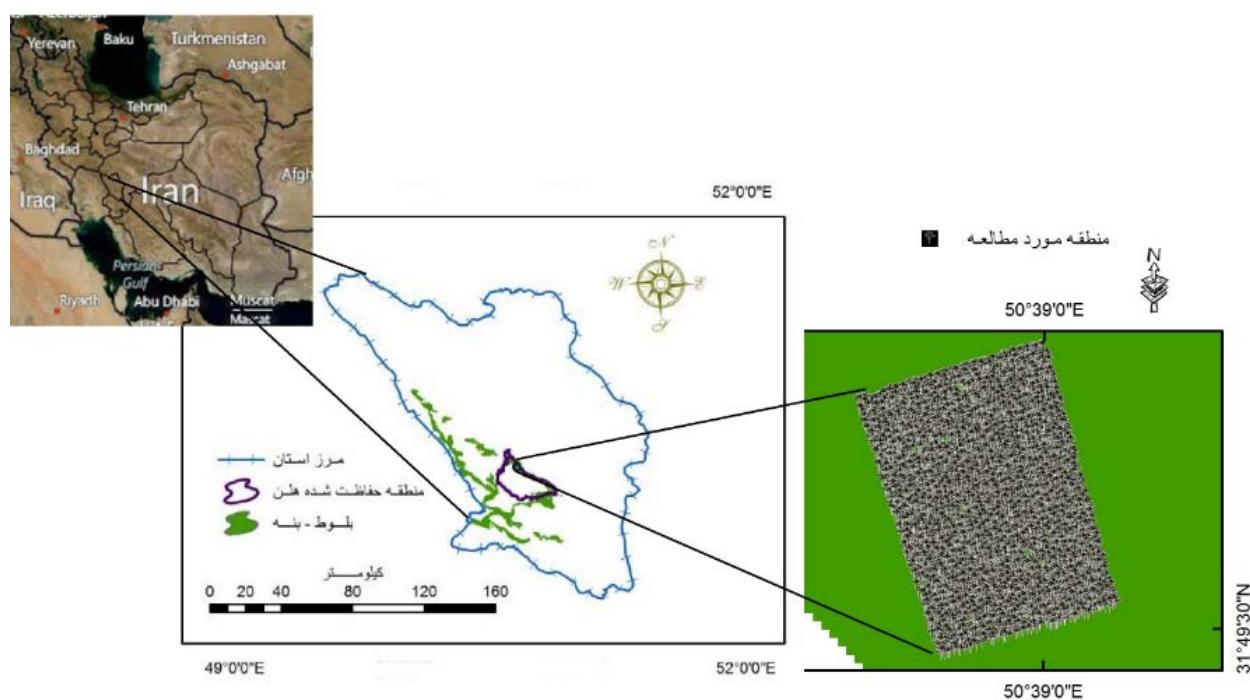 Yerevan
Baku
Turkmenistan
Ashgabat
Tehran
Baghdad
Iraq
Iran
Persian
Gulf
Riyadh
Abu Dhabi
Muscat
52°0'0"E
N
W
E
S
مرز استان
منطقه حفاظت شده هلن
بلوط - بنه
کیلومتر
0 20 40 80 120 160
49°0'0"E
52°0'0"E
منطقه مورد مطالعه
N
50°39'0"E
31°49'30"N
50°39'0"E